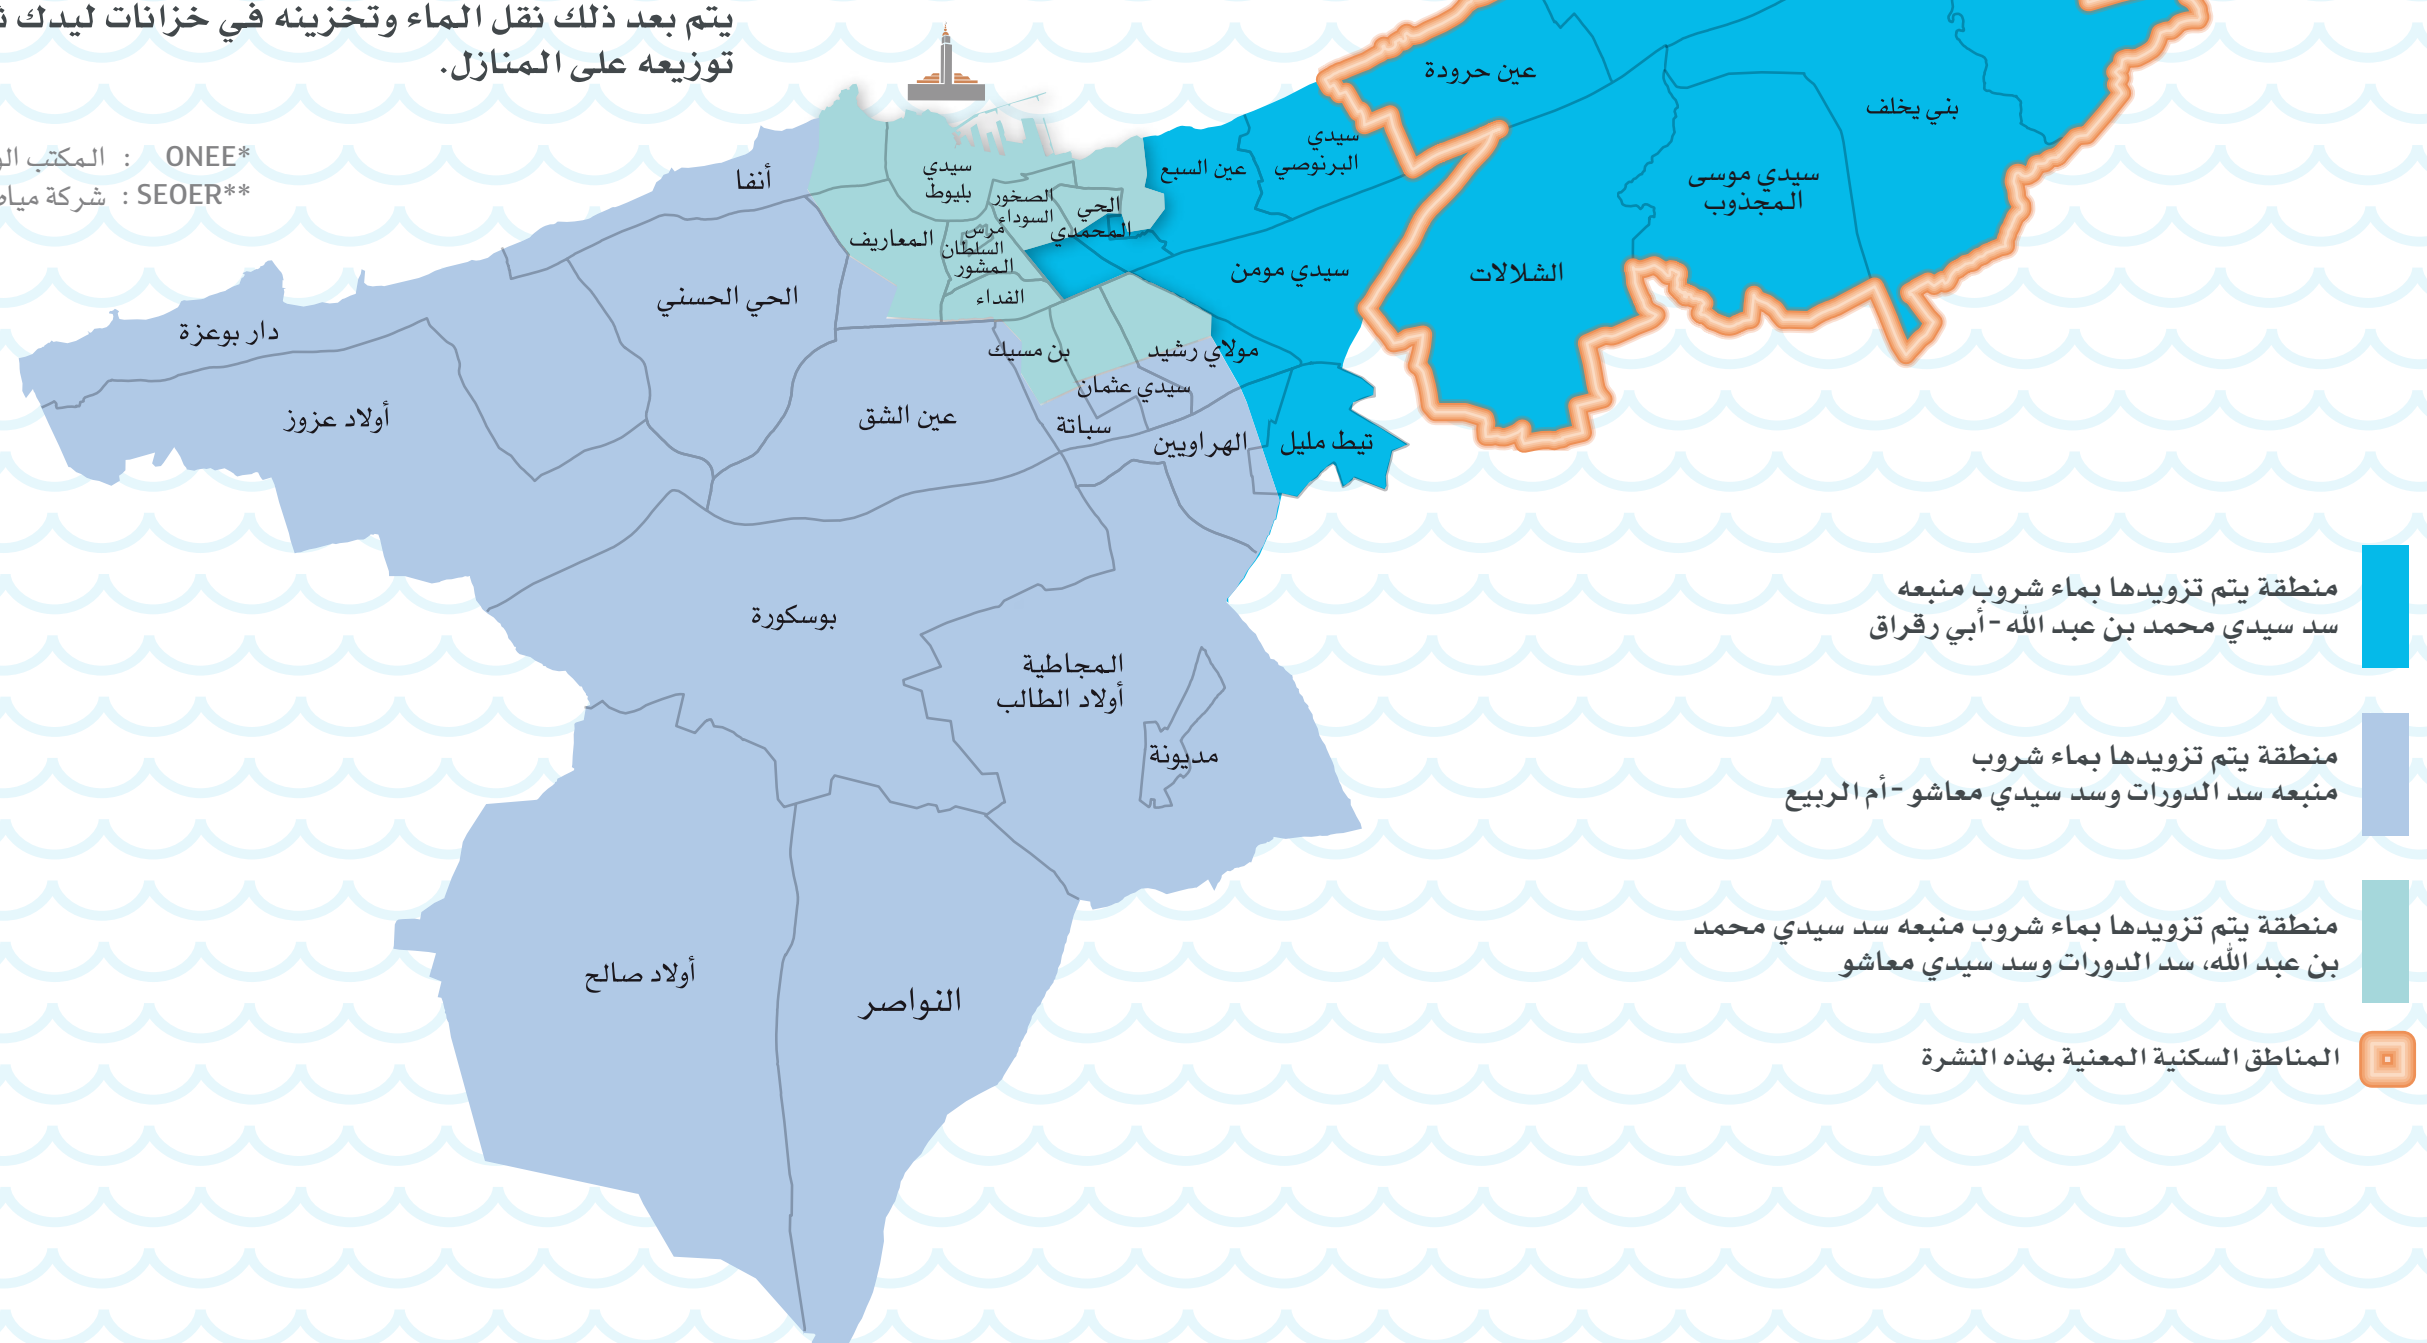 يتم بعد ذلك نقل الماء وتخزينه في خزانات ليدك
توزيعه على المنازل.
*ONEE : المكتب
**SEOER : شركة
عين حرودة
بني يخلف
سيدي
البرنوصي
عين السبع
سيدي موسى
المجذوب
أنفا
سيدي
بليوط
الصخور
السوداء
الحي
المحمدي
مرس
السلطان
المشور
المعاريف
الفداء
سيدي مومن
الشلالات
الحي الحسني
دار بوعزة
بن مسيك
مولاي رشيد
سيدي عثمان
أولاد عزوز
عين الشق
سباتة
الهراويين
تيط مليل
بوسكورة
المجاطية
أولاد الطالب
مديونة
أولاد صالح
النواصر
منطقة يتم تزويدها بماء شروب منبعه
سد سيدي محمد بن عبد الله -أبي رقراق
منطقة يتم تزويدها بماء شروب
منبعه سد الدورات وسد سيدي معاشو -أم الربيع
منطقة يتم تزويدها بماء شروب منبعه سد سيدي محمد
بن عبد الله، سد الدورات وسد سيدي معاشو
المناطق السكنية المعنية بهذه النشرة